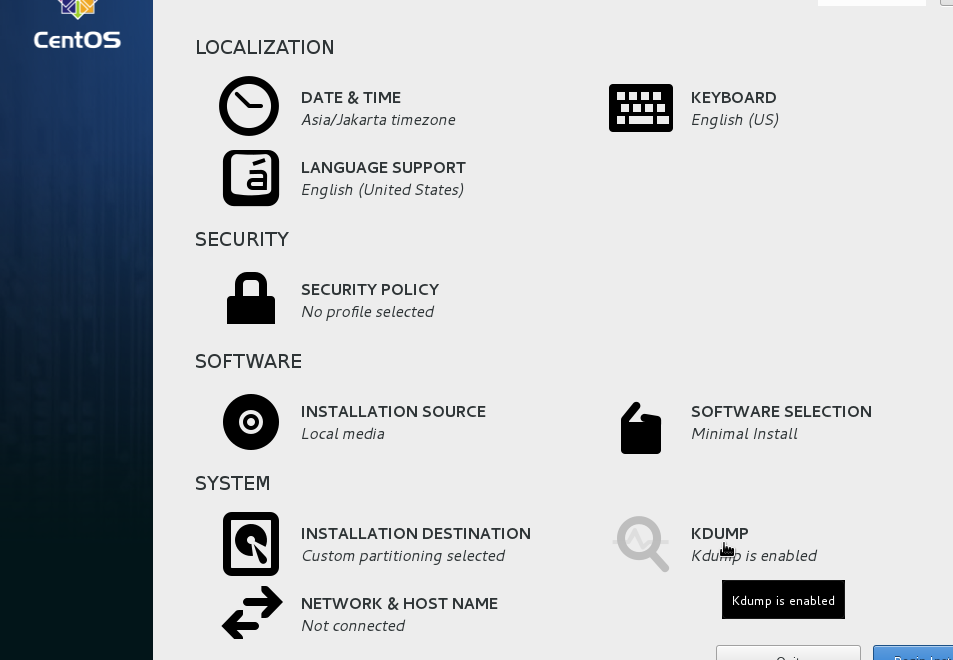 CentOS
LOCALIZATION
DATE & TIME
Asia/Jakarta timezone
KEYBOARD
English (US)
LANGUAGE SUPPORT
English (United States)
SECURITY
SECURITY POLICY
No profile selected
SOFTWARE
INSTALLATION SOURCE
Local media
SOFTWARE SELECTION
Minimal Install
SYSTEM
INSTALLATION DESTINATION
Custom partitioning selected
KDUMP
Kdump is enabled
Kdump is enabled
NETWORK & HOST NAME
Not connected